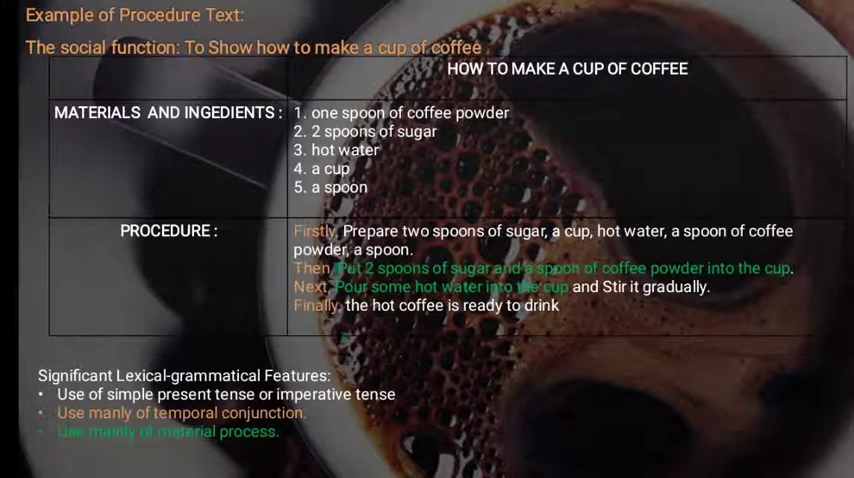 Example of Procedure Text:
The social function: To Show how to make a cup of coffee .
HOW TO MAKE A CUP OF COFFEE
MATERIALS AND INGEDIENTS :
1. one spoon of coffee powder
2. 2 spoons of sugar
3. hot water
4. a cup
5. a spoon
PROCEDURE :
Firstly, Prepare two spoons of sugar, a cup, hot water, a spoon of coffee
powder, a spoon.
Then, Put 2 spoons of sugar and a spoon of coffee powder into the cup.
Next, Pour some hot water into the cup and Stir it gradually.
Finally, the hot coffee is ready to drink
Significant Lexical-grammatical Features:
• Use of simple present tense or imperative tense
• Use manly of temporal conjunction.
• Use mainly of material process.